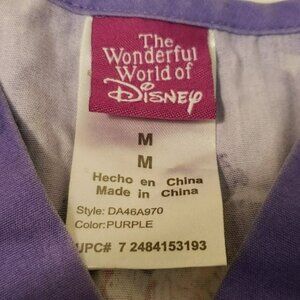 The
Wonderful
World of
Disney
M
M
Hecho en China
Made in China
Style: DA46A970
Color:PURPLE
UPC# 7 2484153193